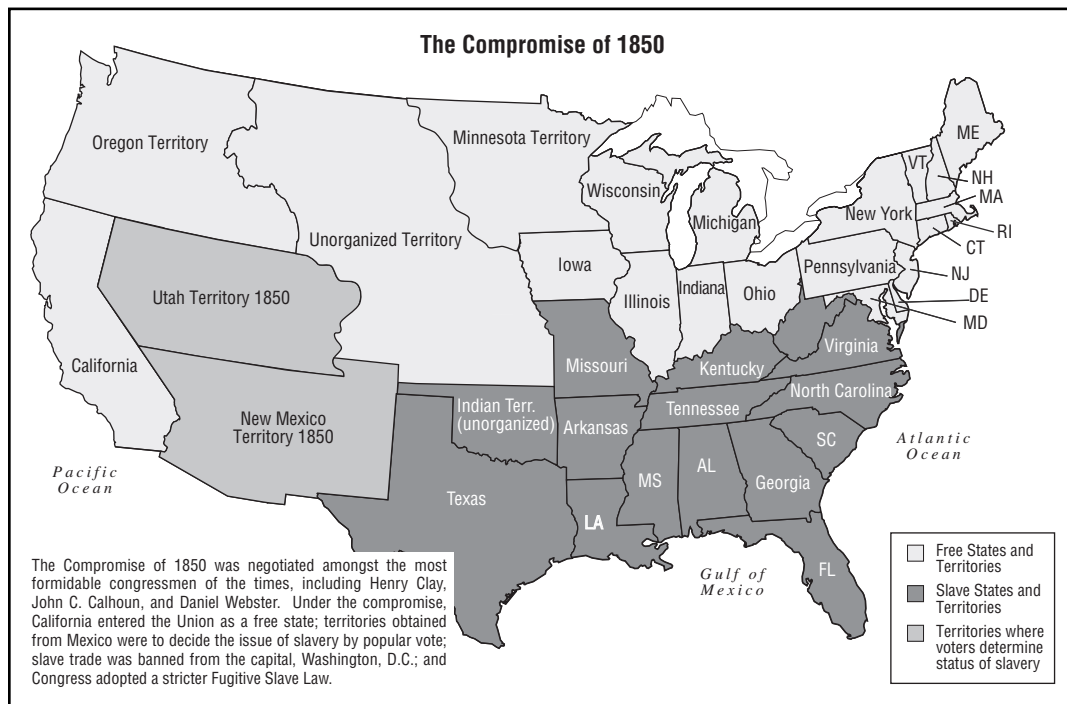 The Compromise of 1850
Oregon Territory
Minnesota Territory
ME
VT
NH
MA
Wisconsin
New York
Michigan
RI
CT
Unorganized Territory
Iowa
Pennsylvania
NJ
Utah Territory 1850
Illinois
Indiana
Ohio
DE
MD
California
Missouri
Virginia
Kentucky
North Carolina
New Mexico
Territory 1850
Indian Terr.
(unorganized)
Tennessee
Arkansas
SC
Atlantic
Ocean
Pacific
Ocean
Texas
MS
AL
Georgia
LA
FL
Gulf of
Mexico
The Compromise of 1850 was negotiated amongst the most
formidable congressmen of the times, including Henry Clay,
John C. Calhoun, and Daniel Webster. Under the compromise,
California entered the Union as a free state; territories obtained
from Mexico were to decide the issue of slavery by popular vote;
slave trade was banned from the capital, Washington, D.C.; and
Congress adopted a stricter Fugitive Slave Law.
Free States and
Territories
Slave States and
Territories
Territories where
voters determine
status of slavery